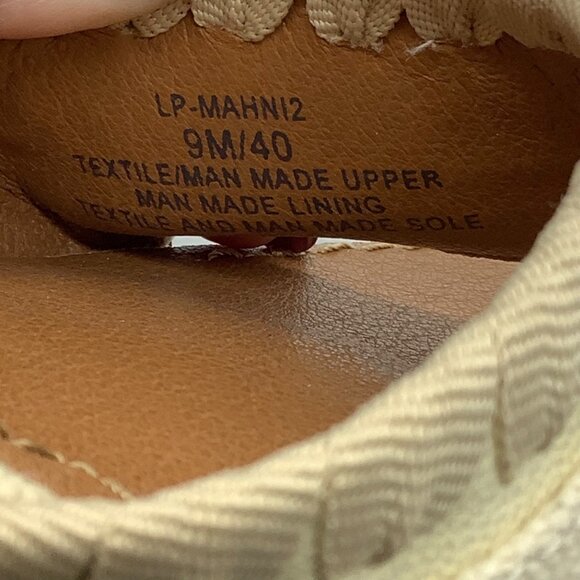 LP-MAHNI2
9M/40
TEXTILE/MAN MADE UPPER
MAN MADE LINING
TEXTILE AND MAN MADE SOLE